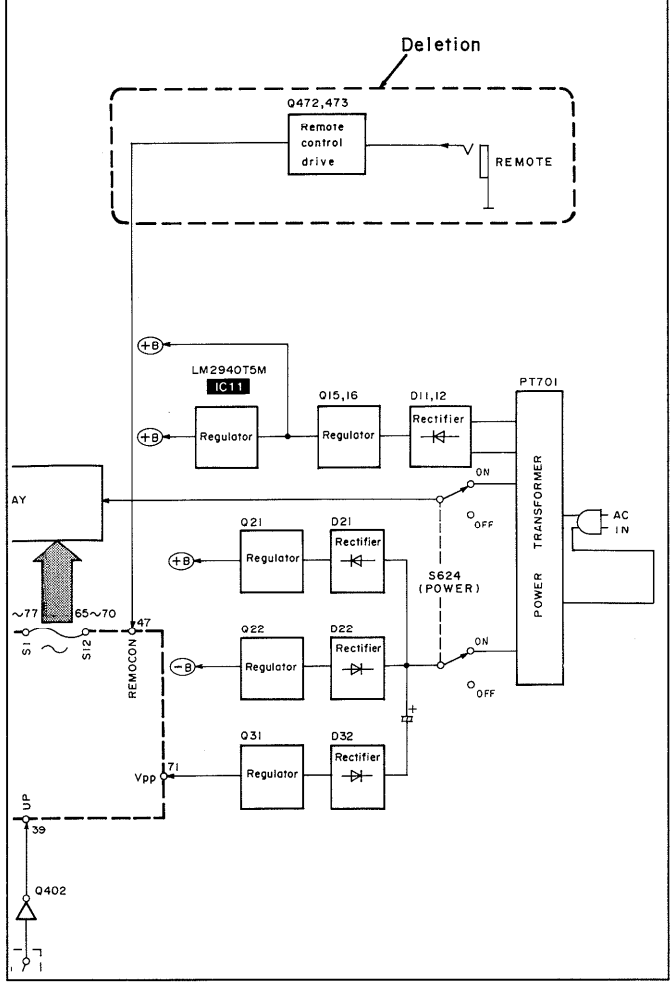 Deletion
Q472,473
Remote
control
drive
REMOTE
+B
LM2940T5M
IC11
+B
Regulator
Q15,16
Regulator
D11,12
Rectifier
PT701
POWER TRANSFORMER
AC
IN
ON
OFF
AY
S624
(POWER)
Q21
D21
+B
Regulator
Rectifier
Q22
D22
-B
Regulator
Rectifier
ON
OFF
+
Q31
D32
Regulator
Rectifier
~77
65~70
47
S1
~
S12
REMOCON
Vpp
71
UP
39
Q402